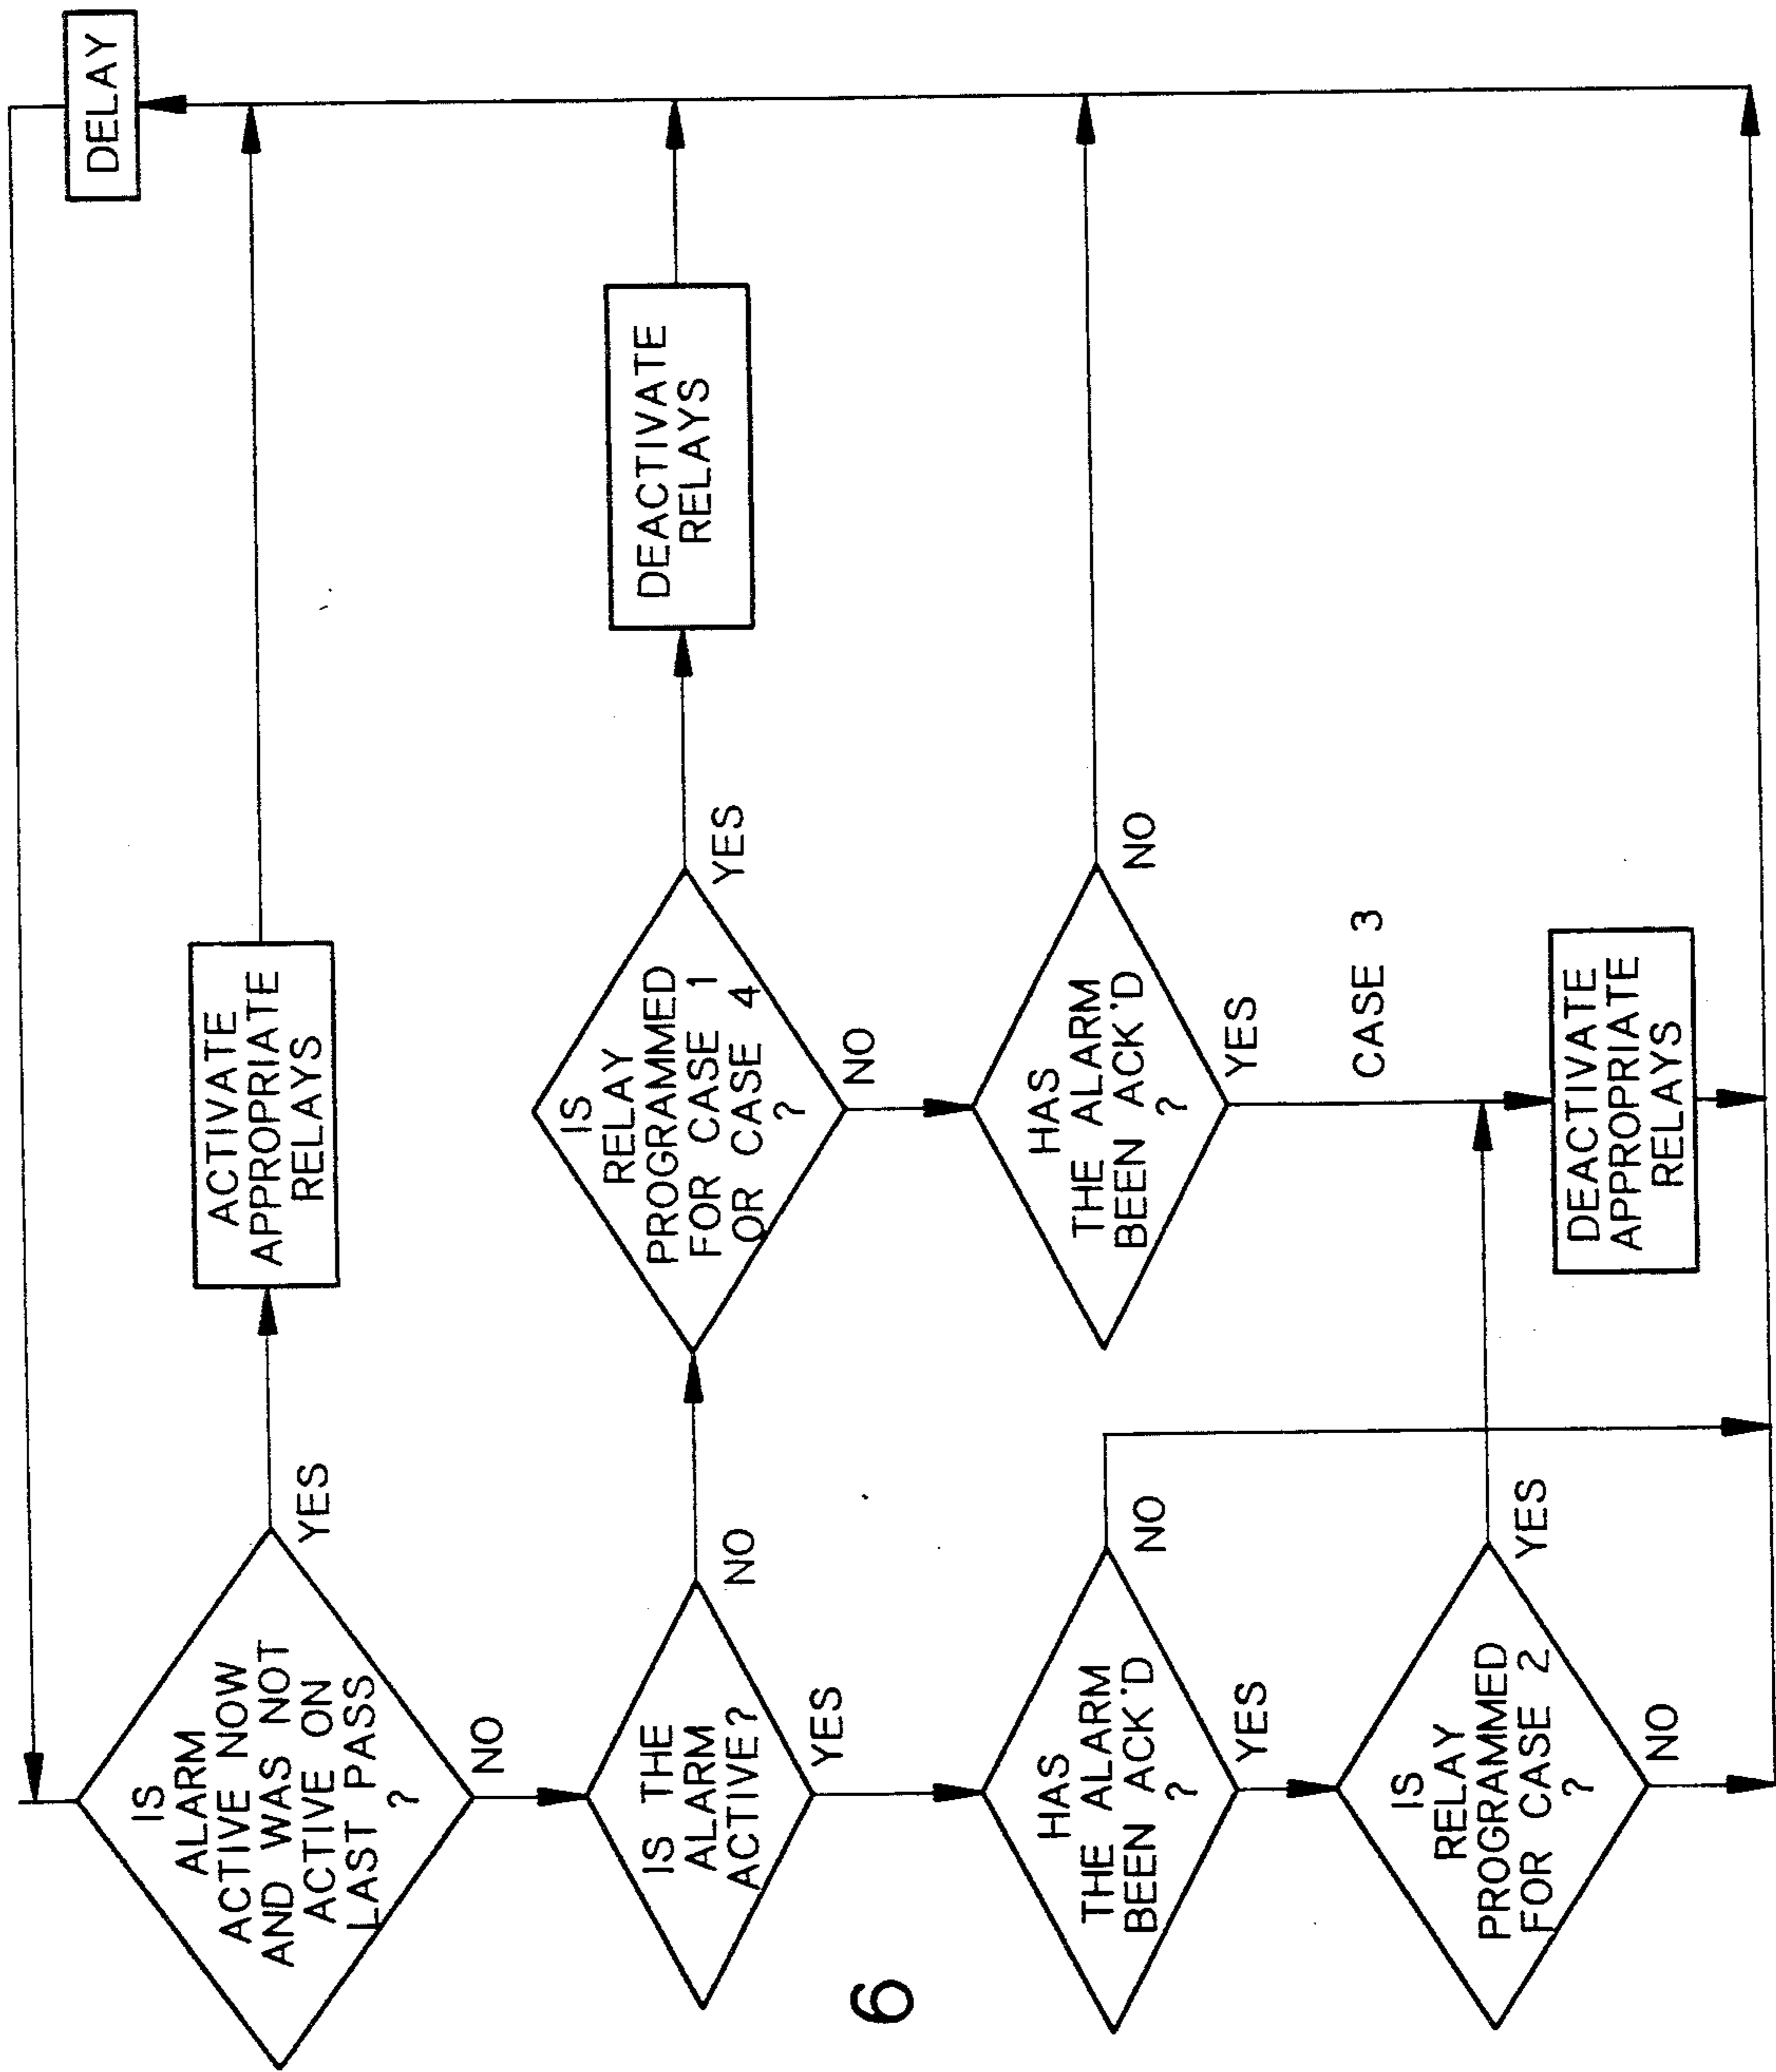 DELAY
IS
ALARM
ACTIVE NOW
AND WAS NOT
ACTIVE ON
LAST PASS
?
YES
NO
ACTIVATE
APPROPRIATE
RELAYS
IS THE
ALARM
ACTIVE?
NO
YES
IS
RELAY
PROGRAMMED
FOR CASE 1
OR CASE 4
?
YES
NO
DEACTIVATE
RELAYS
HAS
THE ALARM
BEEN ACK'D
?
NO
YES
HAS
THE ALARM
BEEN ACK'D
?
NO
YES
CASE 3
IS
RELAY
PROGRAMMED
FOR CASE 2
?
YES
NO
DEACTIVATE
APPROPRIATE
RELAYS
6